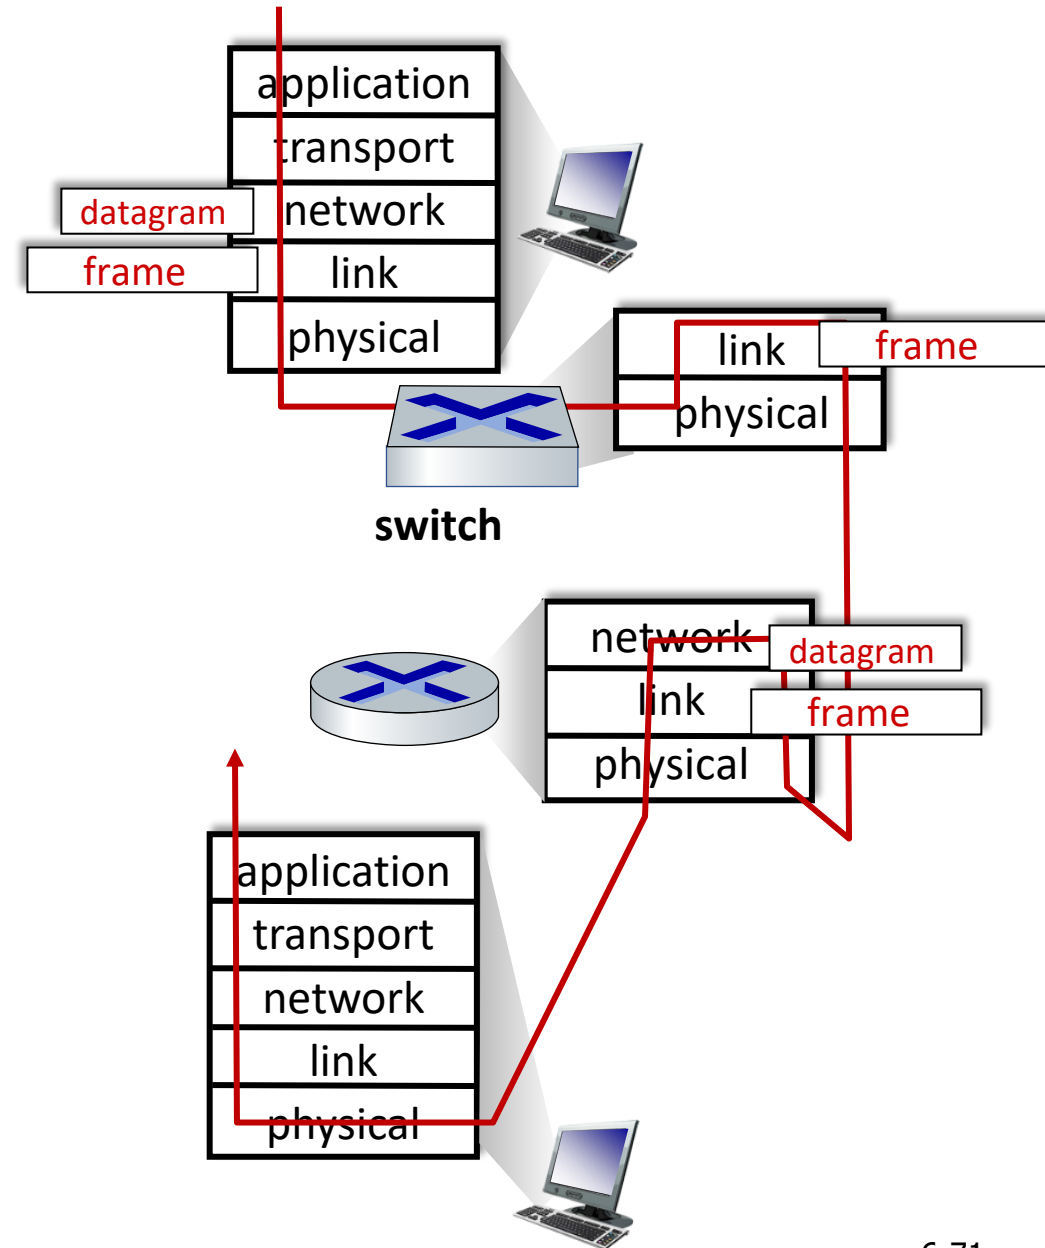 application
transport
datagram
network
frame
link
physical
link
frame
physical
switch
network
datagram
link
frame
physical
application
transport
network
link
physical